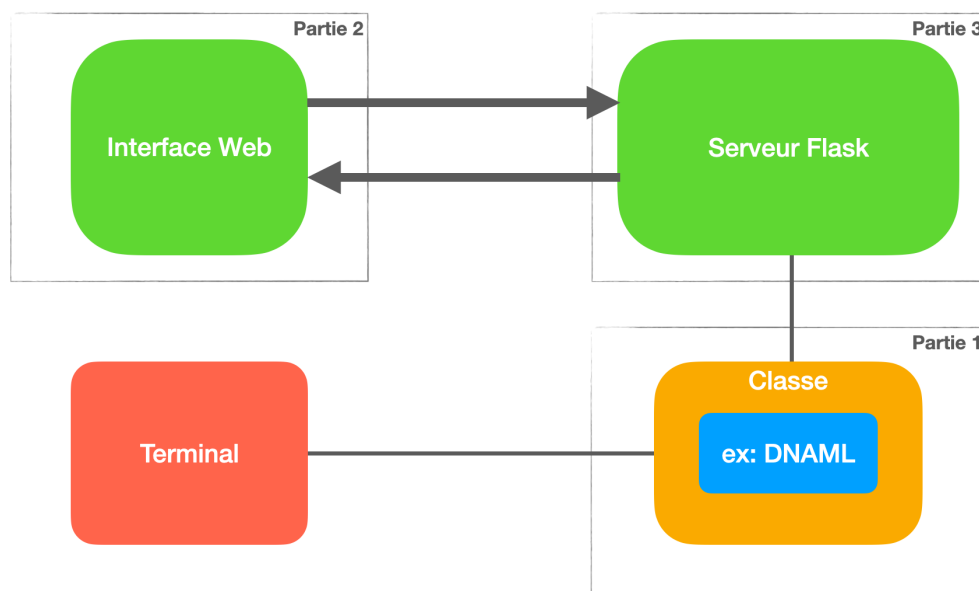 Partie 2
Partie 3
Interface Web
Serveur Flask
Partie 1
Classe
Terminal
ex: DNAML